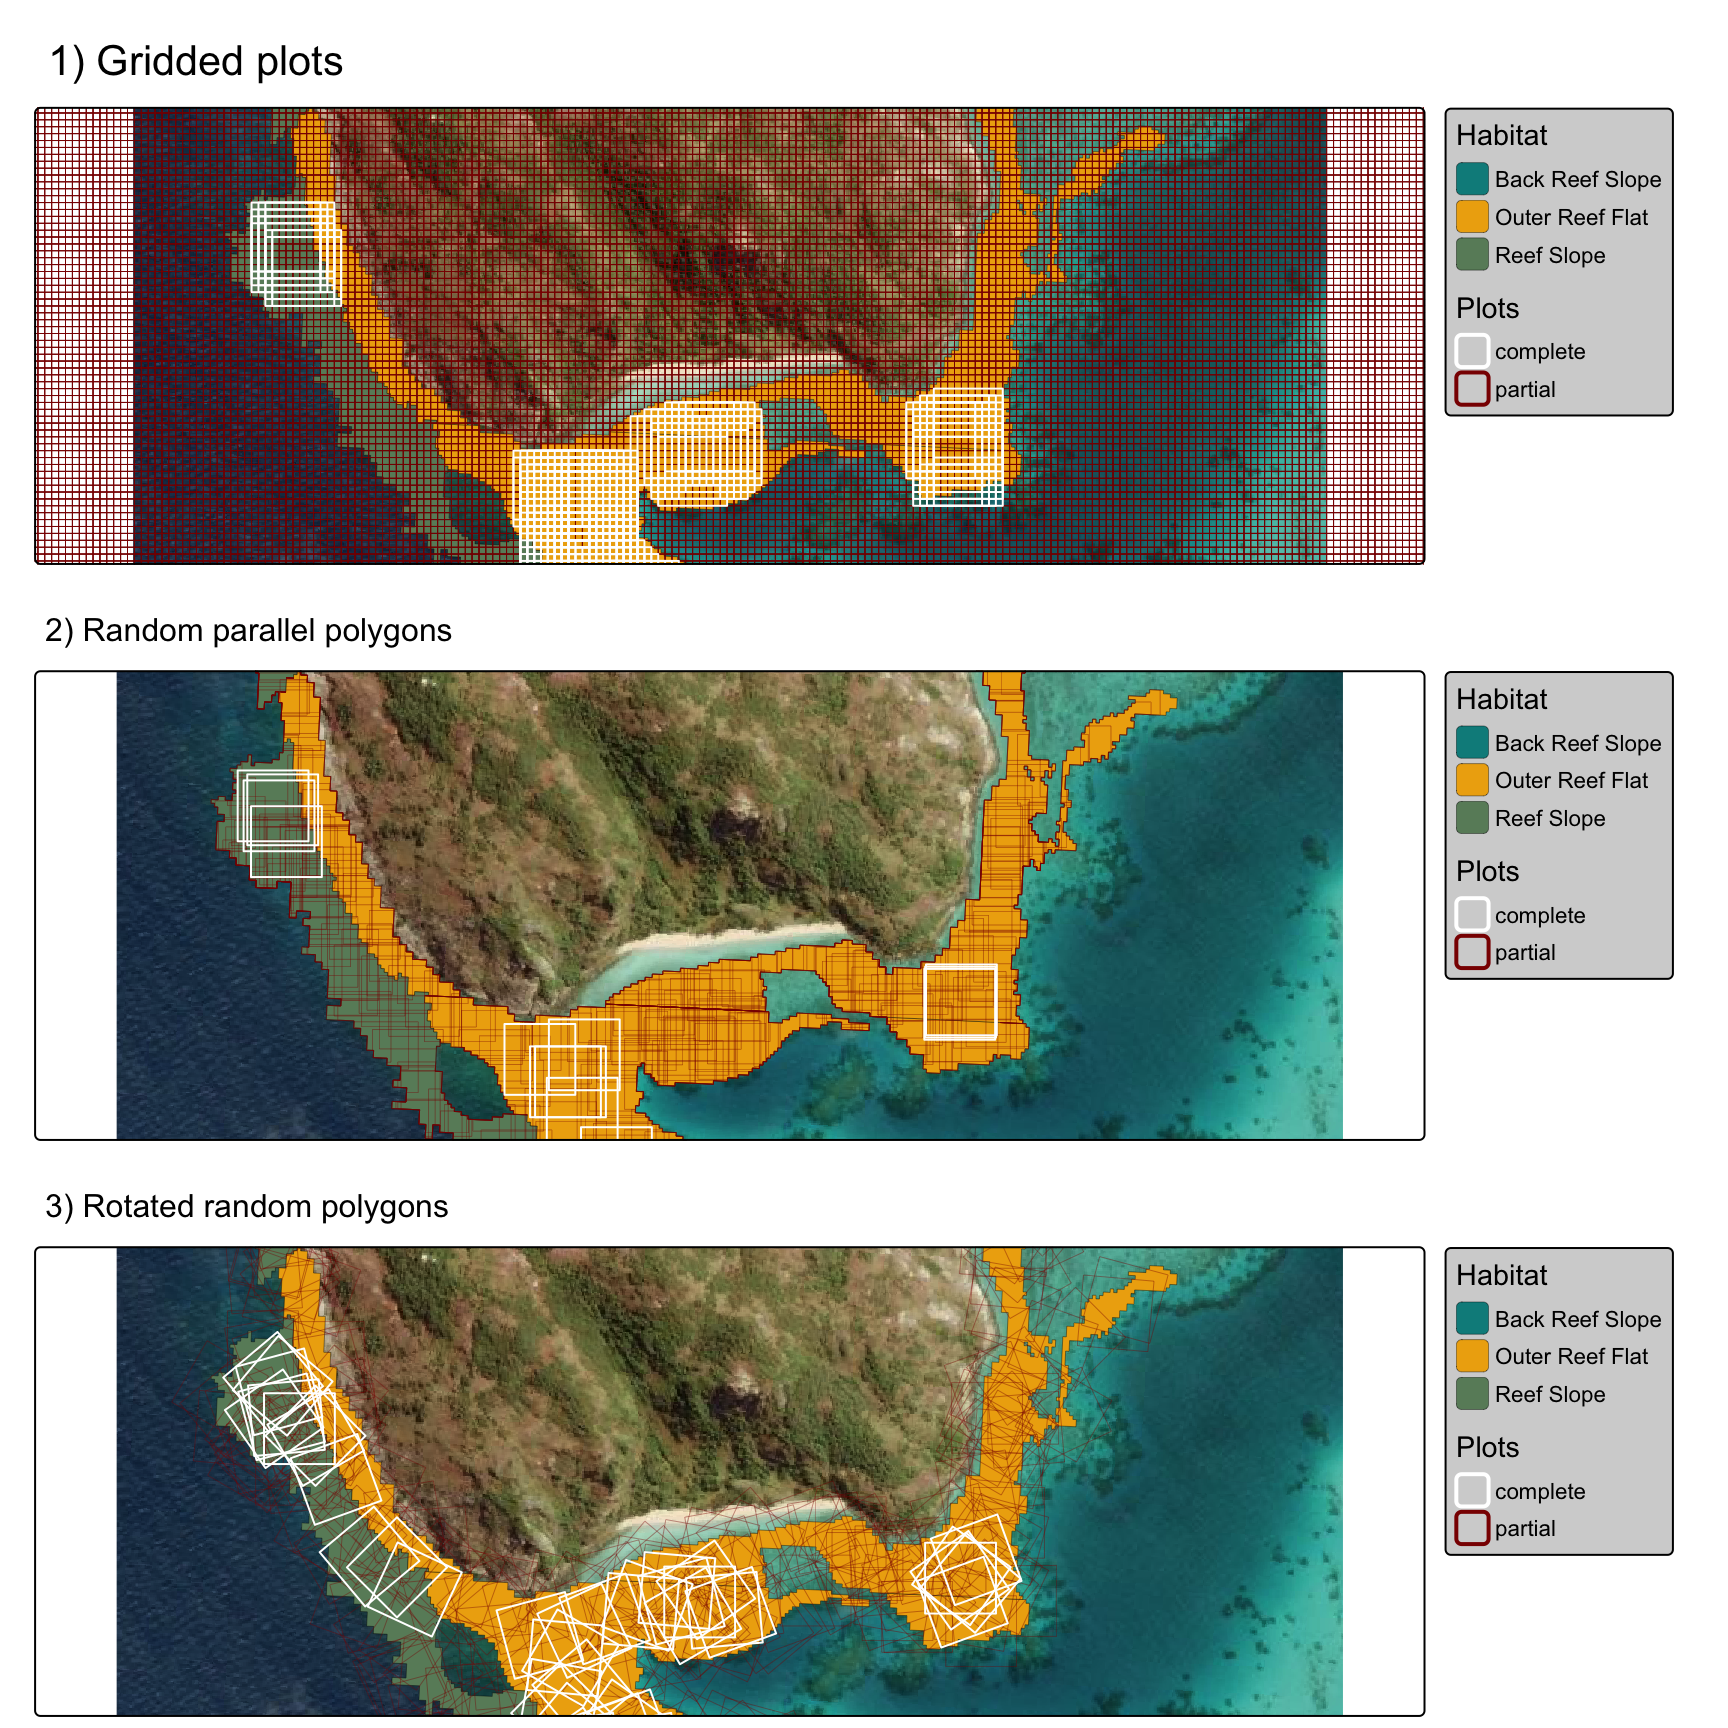 1) Gridded plots
Habitat
Back Reef Slope
Outer Reef Flat
Reef Slope
Plots
complete
partial
2) Random parallel polygons
Habitat
Back Reef Slope
Outer Reef Flat
Reef Slope
Plots
complete
partial
3) Rotated random polygons
Habitat
Back Reef Slope
Outer Reef Flat
Reef Slope
Plots
complete
partial